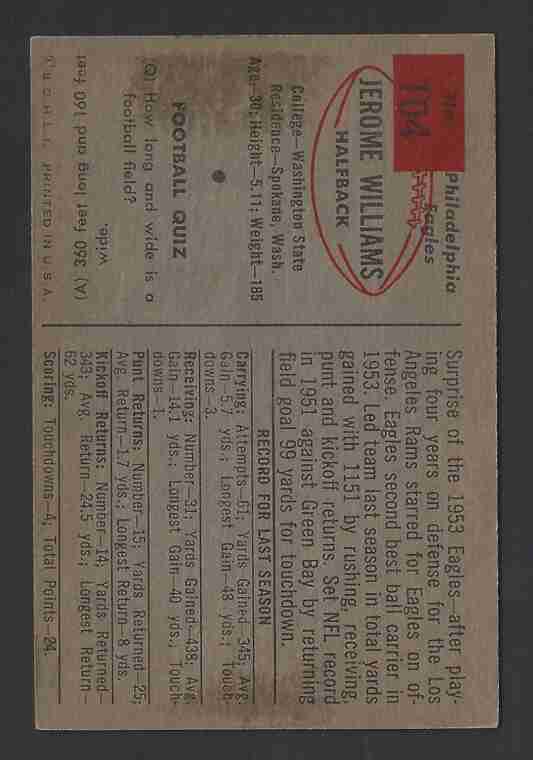 No. 104
The Philadelphia
Eagles
JEROME WILLIAMS
HALFBACK
College—Washington State
Residence—Spokane, Wash.
Age—30; Height—5.11; Weight—185
FOOTBALL QUIZ
Q) How long and wide is a
football field?
(A) 360 feet long and 160 feet
wide.
PRINTED IN U.S.A.
Surprise of the 1953 Eagles—after play-
ing four years on defense for the Los
Angeles Rams starred for Eagles on of-
fense. Eagles second best ball carrier in
1953. Led team last season in total yards
gained with 1151 by rushing, receiving,
punt and kickoff returns. Set NFL record
in 1951 against Green Bay by returning
field goal 99 yards for touchdown.
RECORD FOR LAST SEASON
Carrying: Attempts—61; Yards Gained 345; Avg.
Gain—5.7 yds.; Longest Gain—48 yds.; Touch-
downs—3.
Receiving: Number—31; Yards Gained—438; Avg.
Gain—14.1 yds.; Longest Gain 40 yds.; Touch-
downs—1.
Punt Returns: Number—15; Yards Returned—25;
Avg. Return—1.7 yds.; Longest Return—8 yds.
Kickoff Returns: Number—14; Yards Returned—
343; Avg. Return—24.5 yds.; Longest Return—
62 yds.
Scoring: Touchdowns—4; Total Points—24.